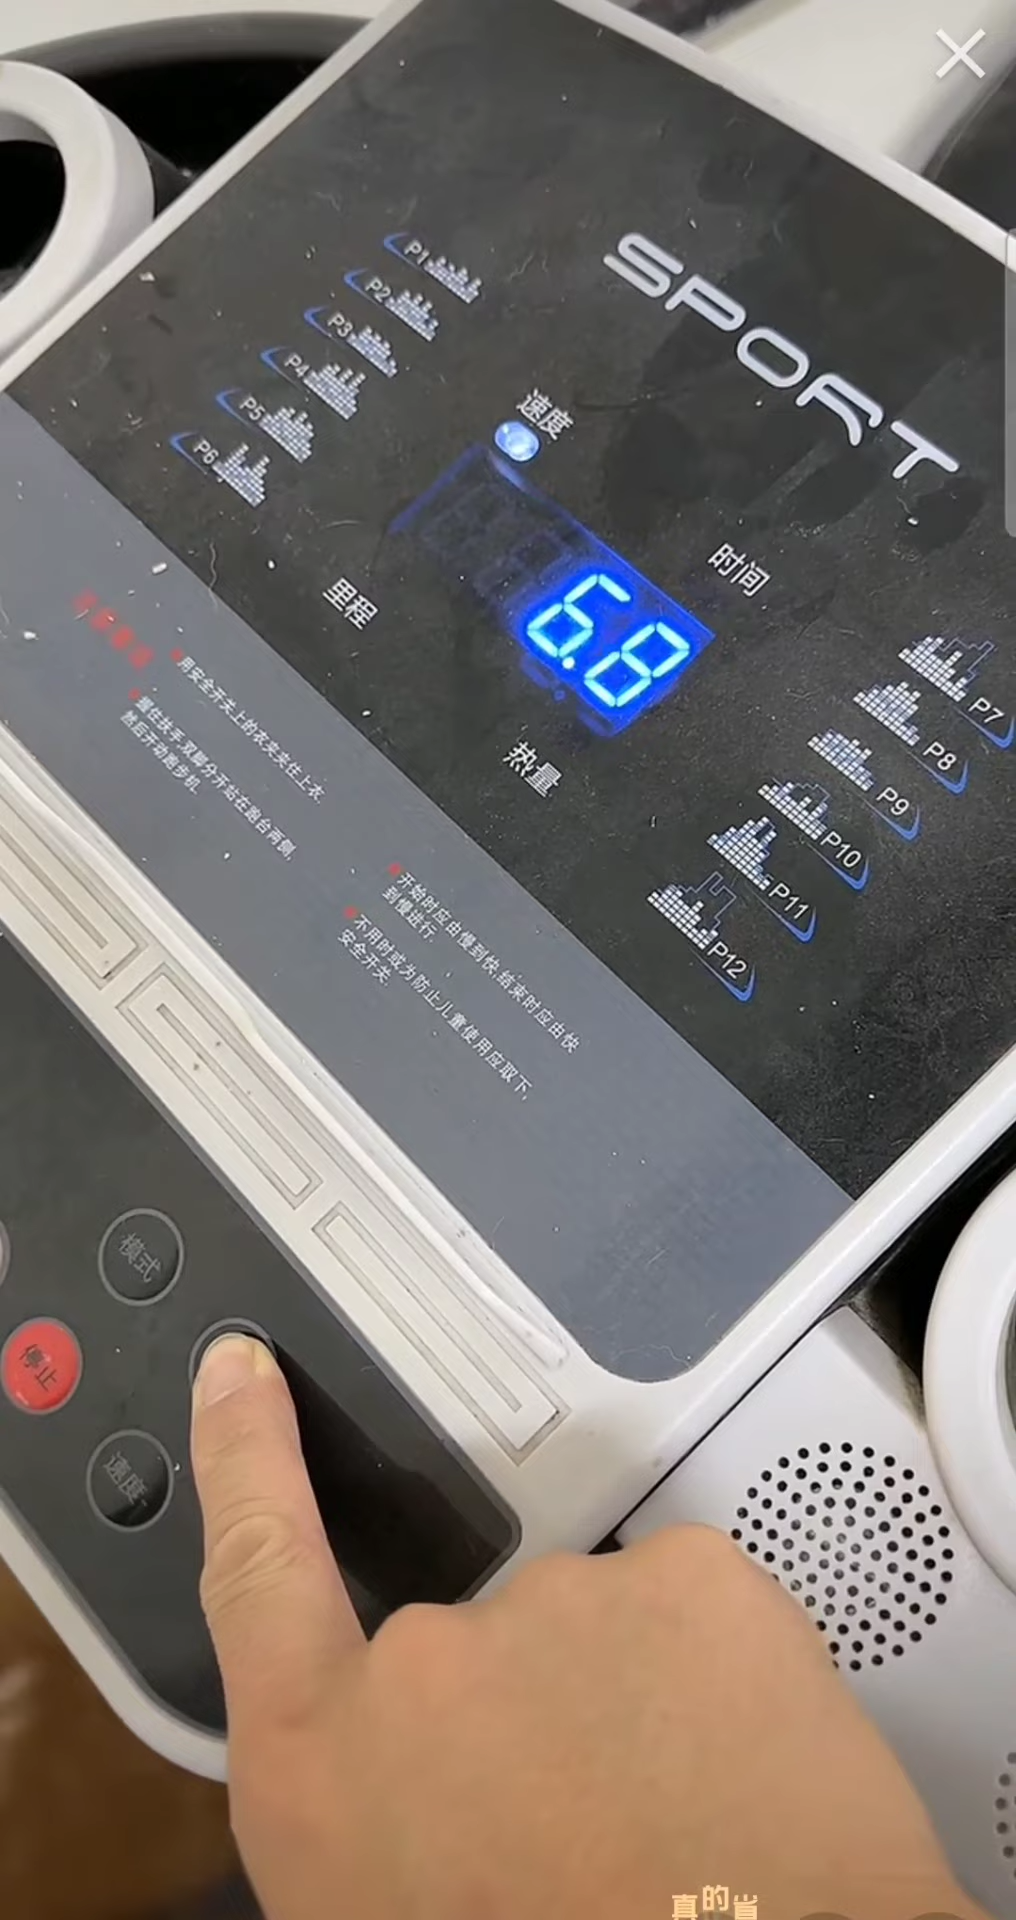 SPORT
P1
P2
P3
P4
P5
P6
速度
时间
里程
热量
6.8
P7
P8
P9
P10
P11
P12
用安全开关上的衣夹夹住上衣.
握住扶手,双脚分开站在跑台两侧,
然后开动跑步机.
开始时应由慢到快,结束时应由快
到慢进行.
不用时或为防止儿童使用应取下,
安全开关.
模式
停止
速度-
真的省